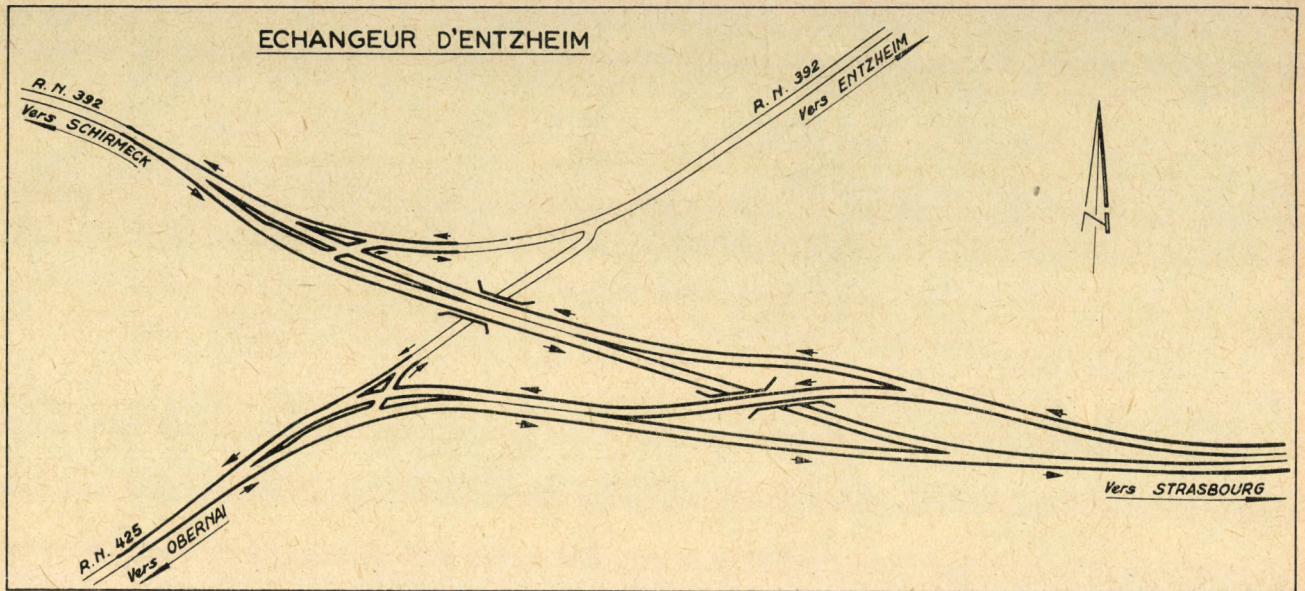 ECHANGEUR D'ENTZHEIM
R.N. 392
Vers SCHIRMECK
R.N. 392
Vers ENTZHEIM
N
Vers STRASBOURG
R.N. 425
Vers OBERNAI